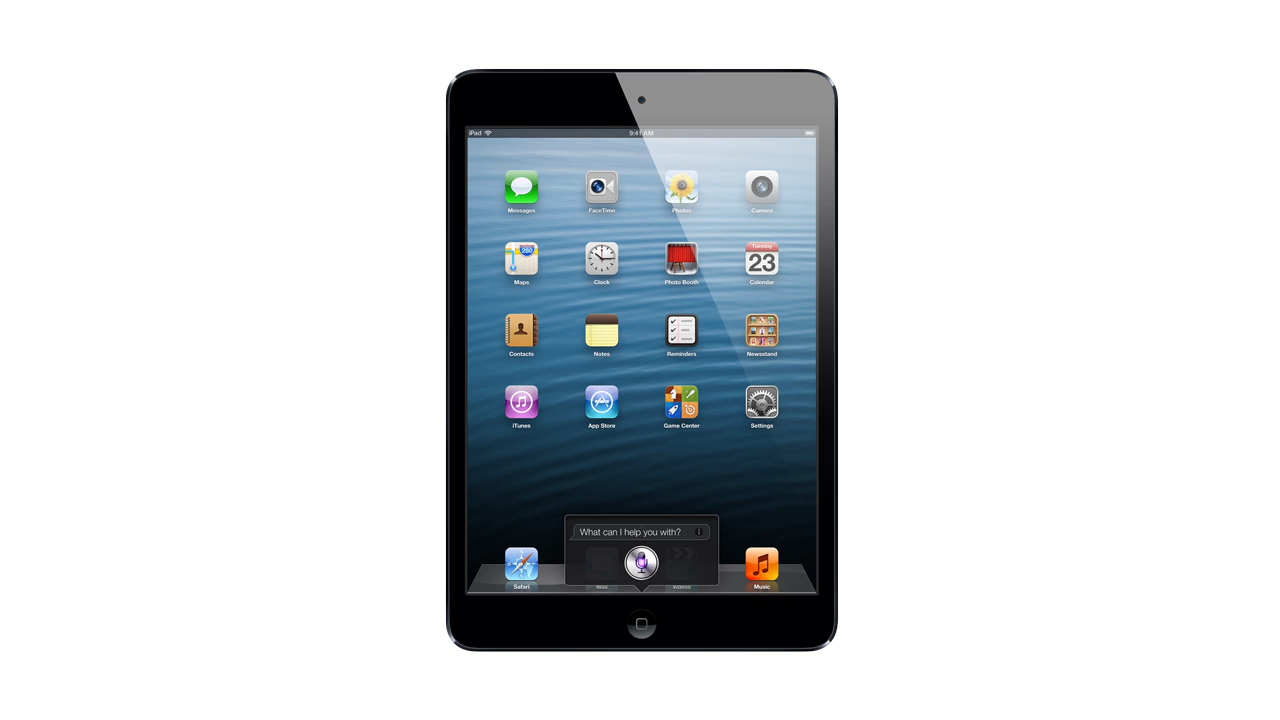 iPad 9:41 AM
Messages FaceTime Photos Camera
280 Tuesday
23
Maps Clock Photo Booth Calendar
Contacts Notes Reminders Newsstand
iTunes App Store Game Center Settings
What can I help you with?
Safari Mail Videos Music